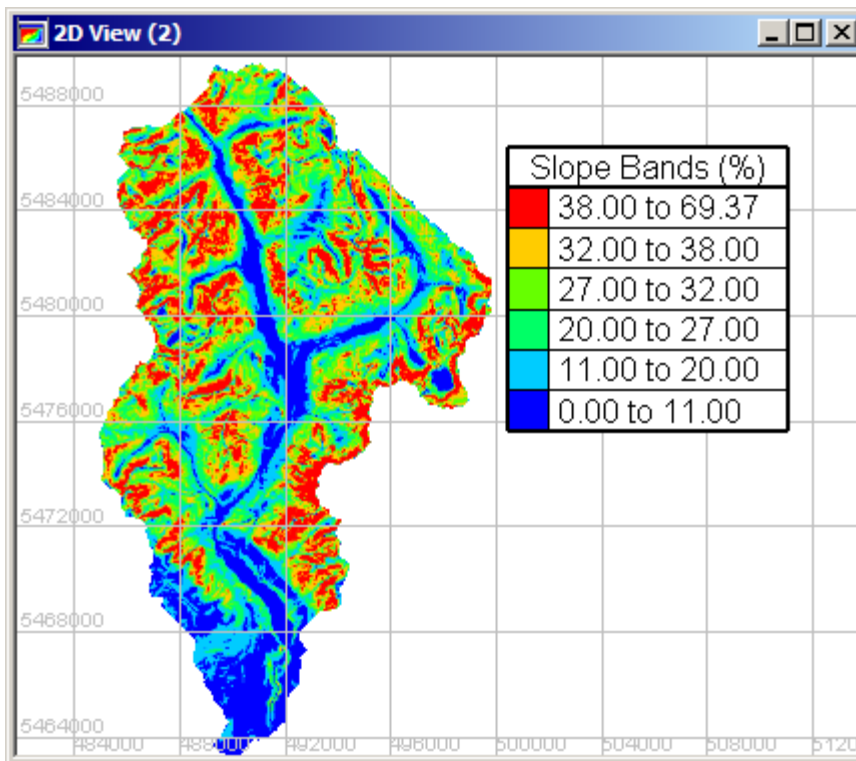 2D View (2)
5488000
Slope Bands (%)
38.00 to 69.37
5484000
32.00 to 38.00
27.00 to 32.00
5480000
20.00 to 27.00
11.00 to 20.00
5476000
0.00 to 11.00
5472000
5468000
5464000
484000 488000 492000 496000 500000 504000 508000 512